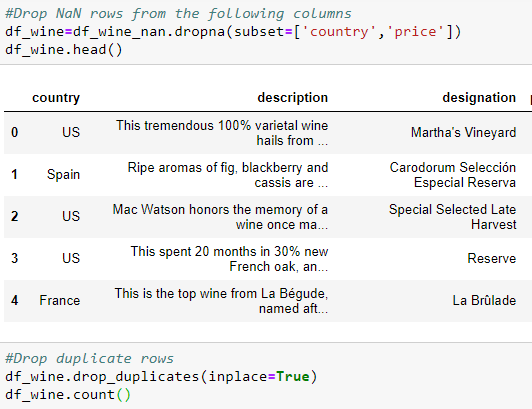 #Drop NaN rows from the following columns
df_wine=df_wine_nan.dropna(subset=['country','price'])
df_wine.head()
country description designation
0 US This tremendous 100% varietal wine hails from ... Martha's Vineyard
1 Spain Ripe aromas of fig, blackberry and cassis are ... Carodorum Selección Especial Reserva
2 US Mac Watson honors the memory of a wine once ma... Special Selected Late Harvest
3 US This spent 20 months in 30% new French oak, an... Reserve
4 France This is the top wine from La Bégude, named aft... La Brûlade
#Drop duplicate rows
df_wine.drop_duplicates(inplace=True)
df_wine.count()